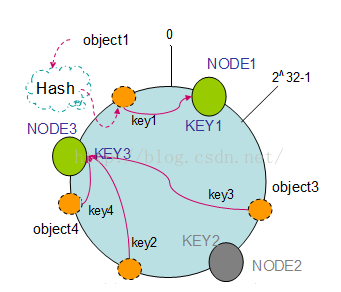 object1
0
NODE1
2^32-1
Hash
NODE3
key1
KEY1
KEY3
http://blog.csdn.net/
key3
object3
key4
object4
key2
KEY2
NODE2